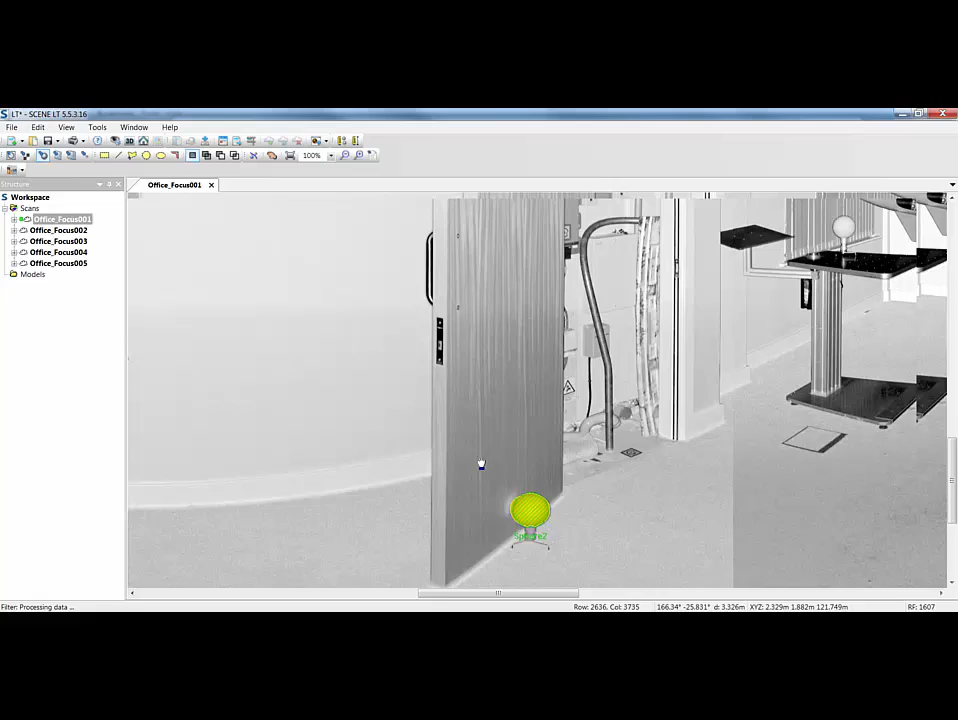 LT* - SCENE LT 5.5.3.16
File Edit View Tools Window Help
100%
Structure
Office_Focus001
Workspace
Scans
Office_Focus001
Office_Focus002
Office_Focus003
Office_Focus004
Office_Focus005
Models
Sphere2
Filter: Processing data ...
Row: 2636, Col: 3735
166.34° -25.831° d: 3.326m XYZ: 2.329m 1.882m 121.749m
RF: 1607